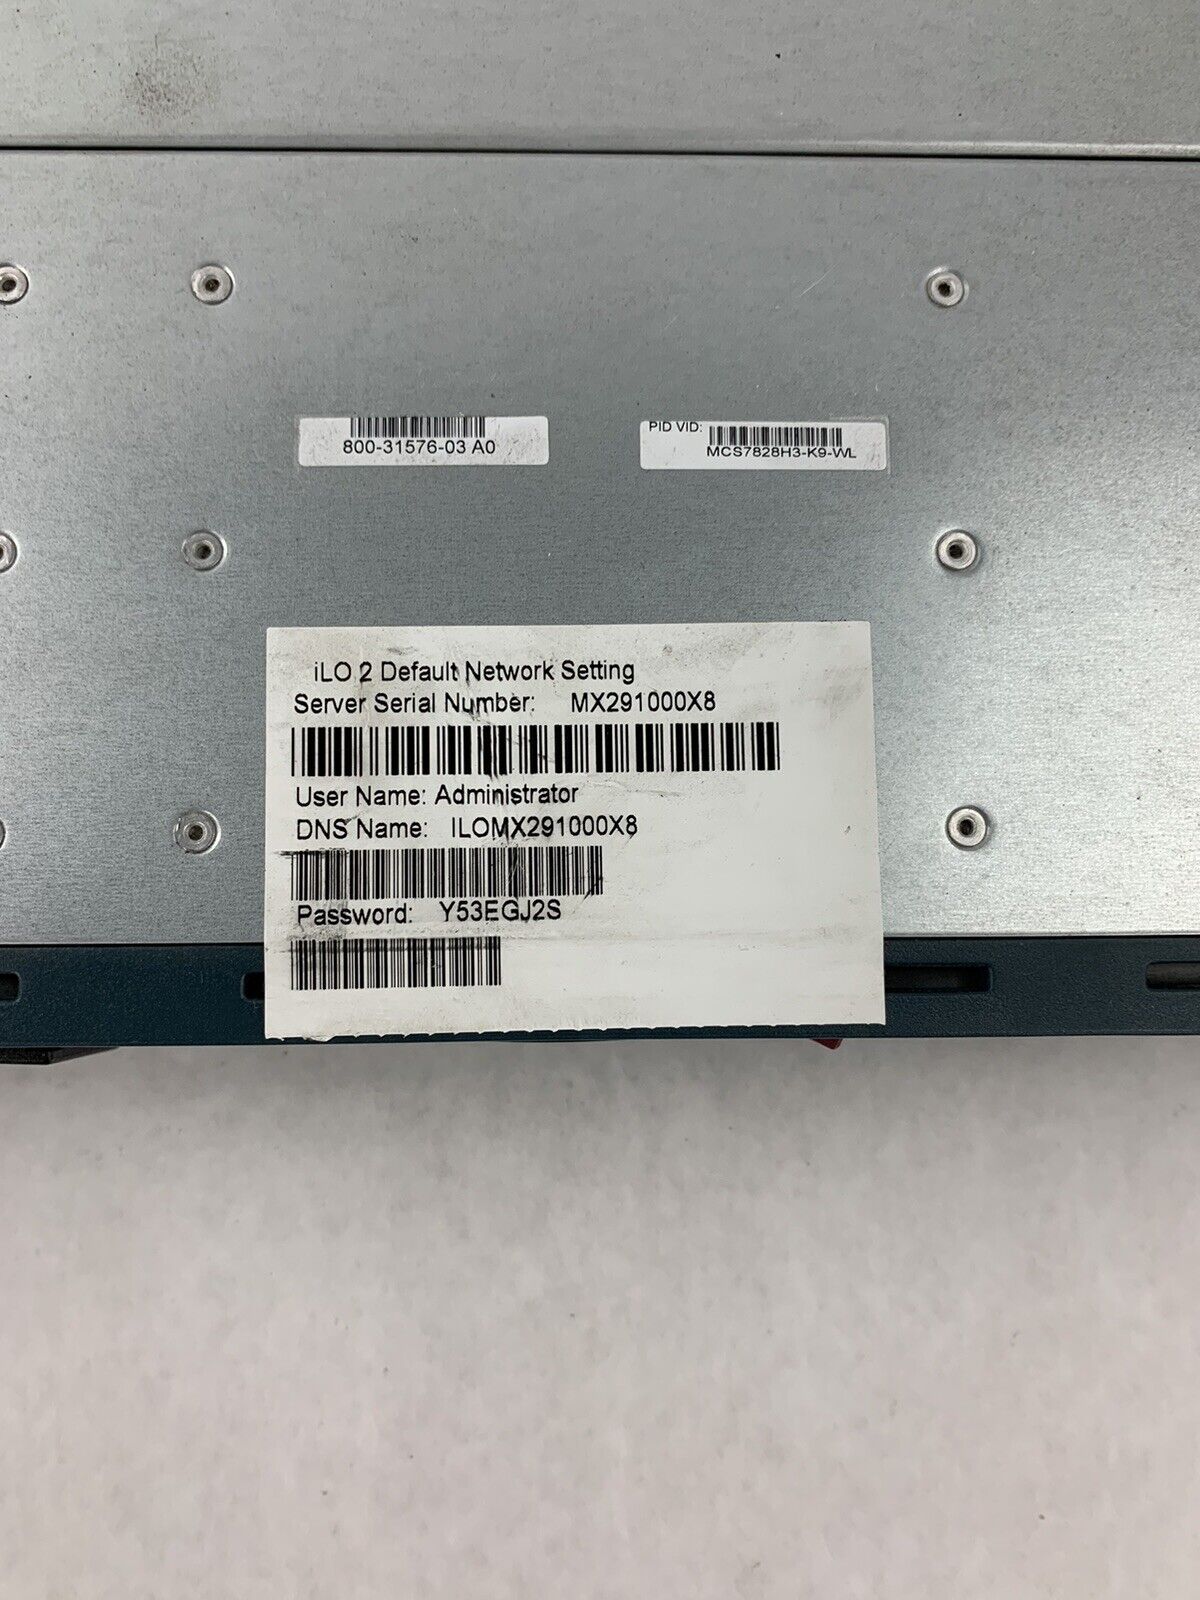 800-31576-03 A0
PID VID:
MCS7828H3-K9-WL
iLO 2 Default Network Setting
Server Serial Number: MX291000X8
User Name: Administrator
DNS Name: ILOMX291000X8
Password: Y53EGJ2S